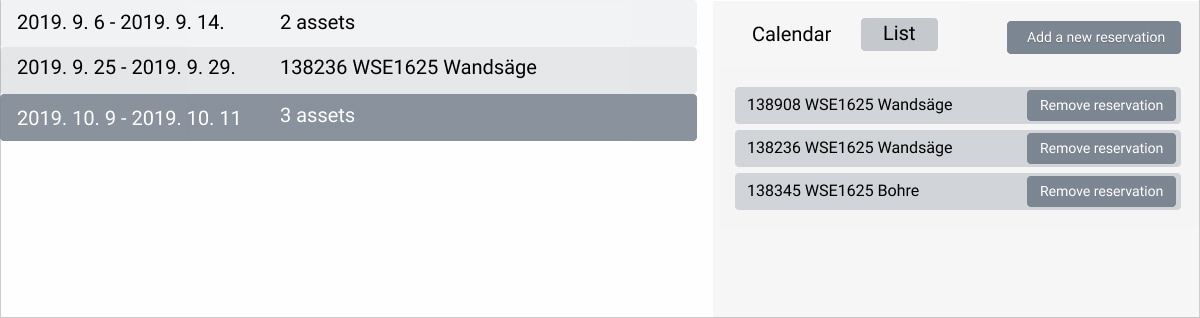 2019. 9. 6 - 2019. 9. 14. 2 assets
2019. 9. 25 - 2019. 9. 29. 138236 WSE1625 Wandsäge
2019. 10. 9 - 2019. 10. 11 3 assets
Calendar List Add a new reservation
138908 WSE1625 Wandsäge Remove reservation
138236 WSE1625 Wandsäge Remove reservation
138345 WSE1625 Bohre Remove reservation